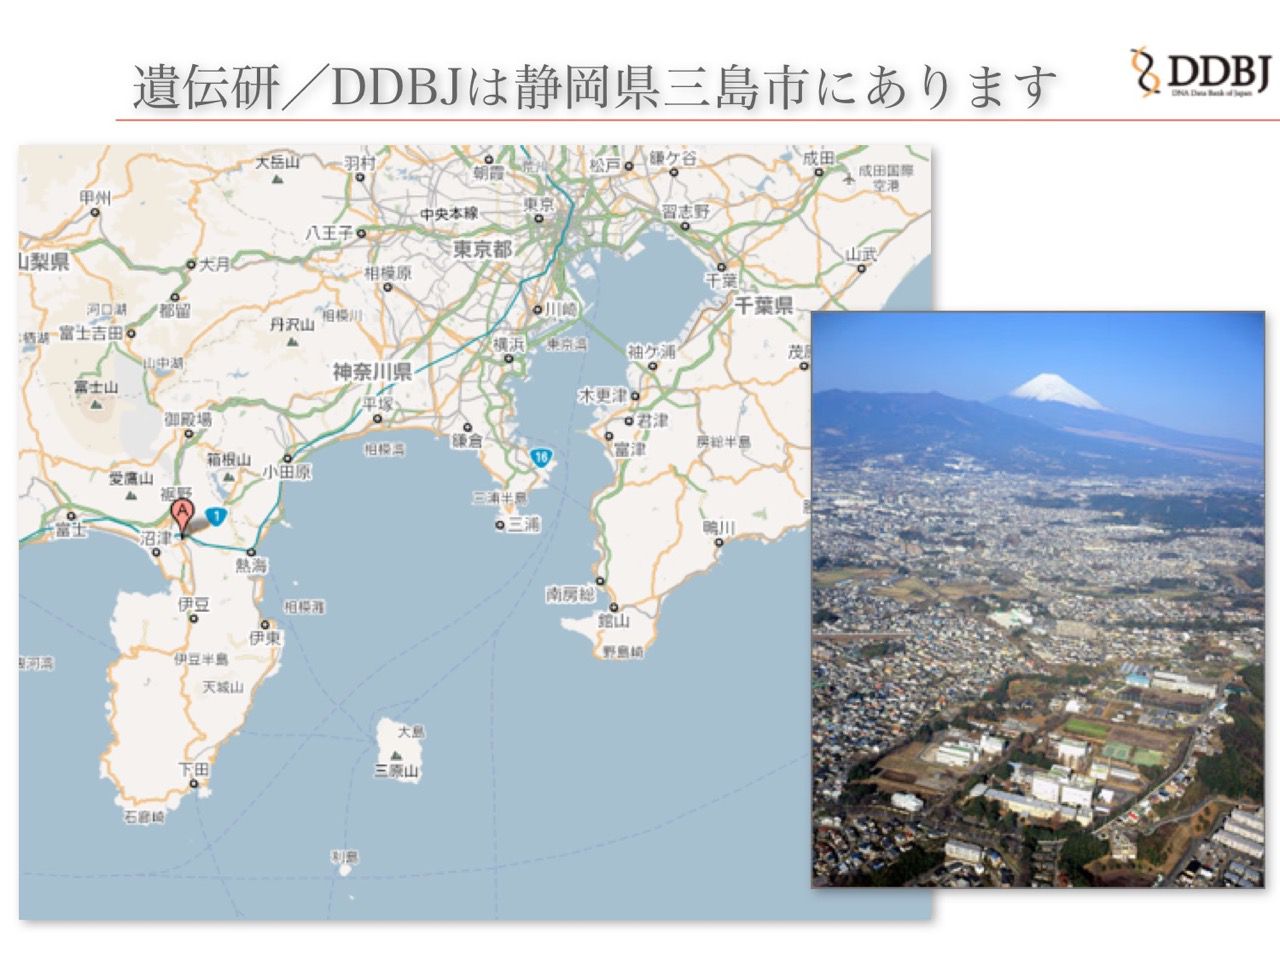 遺伝研／DDBJは静岡県三島市にあります
DDBJ
DNA Data Bank of Japan
大岳山
羽村
朝霞
荒川
松戸
鎌ケ谷
成田
成田国際
空港
甲州
中央本線
東京
習志野
八王子
東京都
山梨県
大月
相模原
千葉
山武
河口湖
都留
相模川
川崎
千葉県
富士吉田
丹沢山
横浜
東京湾
袖ケ浦
山中湖
神奈川県
富士山
平塚
木更津
御殿場
鎌倉
相模湾
君津
富津
房総半島
箱根山
小田原
16
愛鷹山
裾野
A
1
三浦半島
富士
沼津
三浦
鴨川
熱海
南房総
伊豆
相模灘
館山
伊東
野島崎
伊豆半島
天城山
大島
三原山
下田
石廊崎
利島